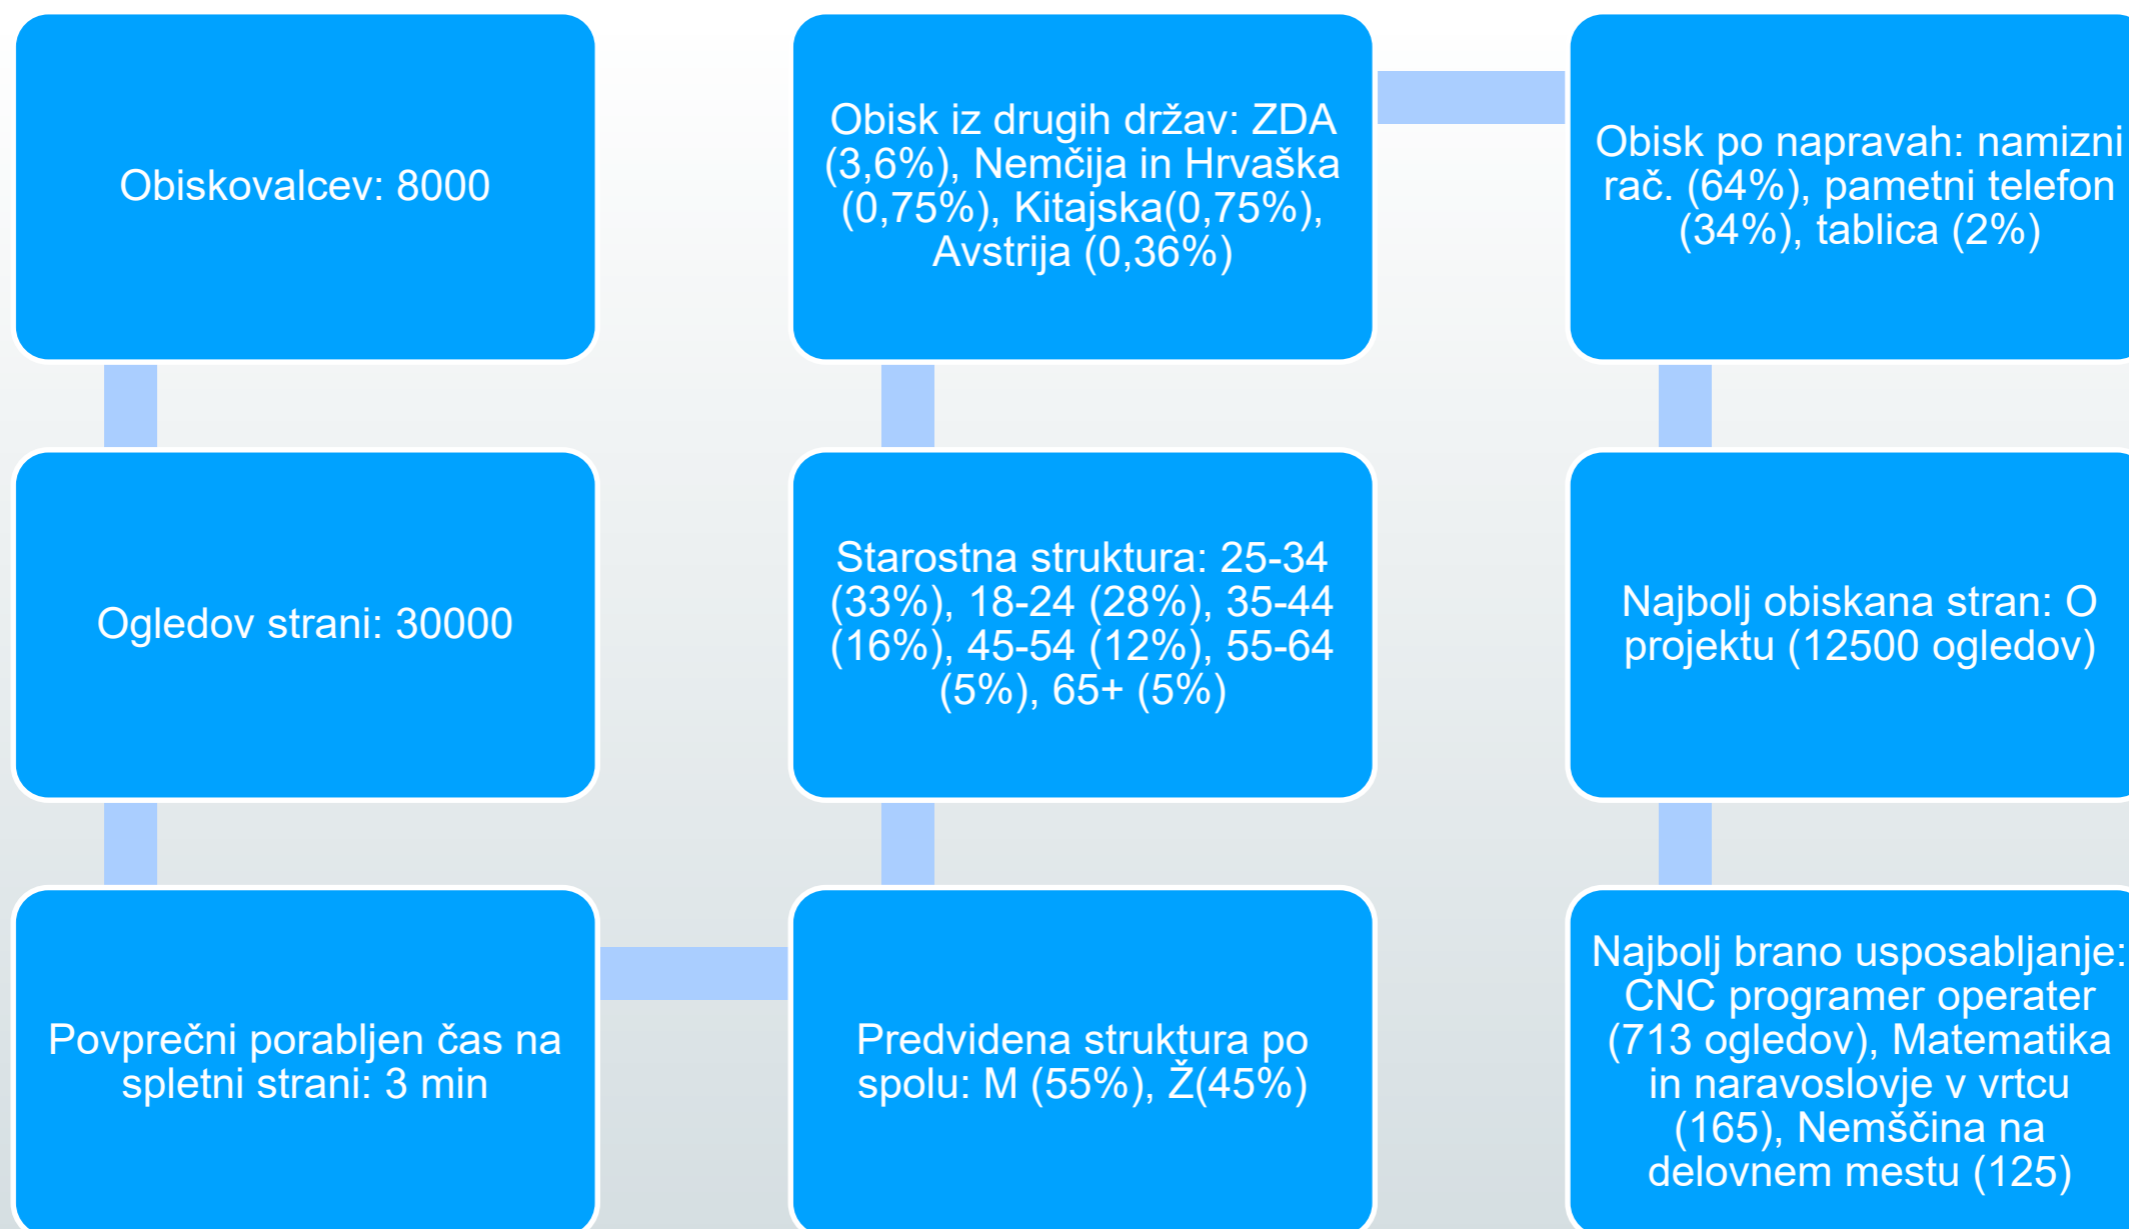 Obiskovalcev: 8000
Ogledov strani: 30000
Povprečni porabljen čas na
spletni strani: 3 min
Predvidena struktura po
spolu: M (55%), Ž(45%)
Starostna struktura: 25-34
(33%), 18-24 (28%), 35-44
(16%), 45-54 (12%), 55-64
(5%), 65+ (5%)
Obisk iz drugih držav: ZDA
(3,6%), Nemčija in Hrvaška
(0,75%), Kitajska(0,75%),
Avstrija (0,36%)
Obisk po napravah: namizni
rač. (64%), pametni telefon
(34%), tablica (2%)
Najbolj obiskana stran: O
projektu (12500 ogledov)
Najbolj brano usposabljanje:
CNC programer operater
(713 ogledov), Matematika
in naravoslovje v vrtcu
(165), Nemščina na
delovnem mestu (125)